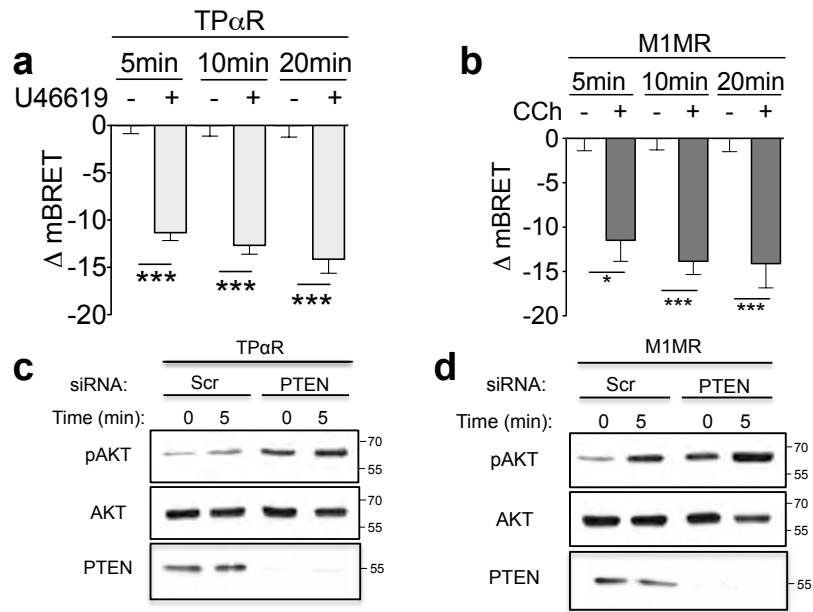 TPαR
a
5min 10min 20min
U46619 - + - + - +
0
-5
-10
-15
-20
Δ mBRET
*** *** ***
M1MR
b
5min 10min 20min
CCh - + - + - +
0
-5
-10
-15
-20
Δ mBRET
* *** ***
c
TPαR
siRNA: Scr PTEN
Time (min): 0 5 0 5
pAKT 70
55
AKT 70
55
PTEN 55
d
M1MR
siRNA: Scr PTEN
Time (min): 0 5 0 5
pAKT 70
55
AKT 70
55
PTEN 55